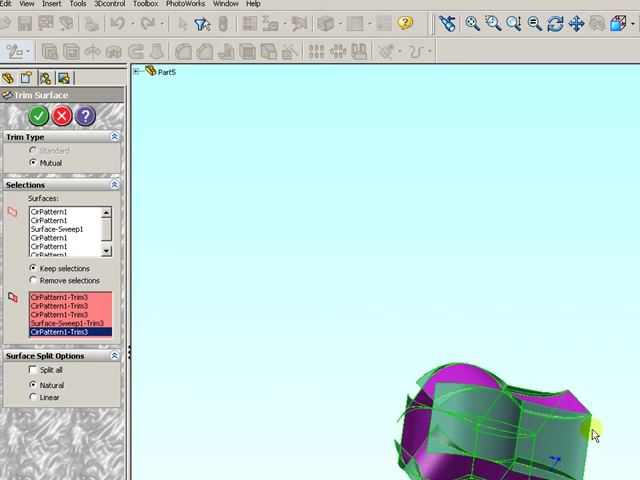 Edit View Insert Tools 3Dcontrol Toolbox PhotoWorks Window Help
Part5
Trim Surface
Trim Type
Standard
Mutual
Selections
Surfaces:
CirPattern1
CirPattern1
Surface-Sweep1
CirPattern1
CirPattern1
CirPattern1
Keep selections
Remove selections
CirPattern1-Trim3
CirPattern1-Trim3
CirPattern1-Trim3
Surface-Sweep1-Trim3
CirPattern1-Trim3
Surface Split Options
Split all
Natural
Linear